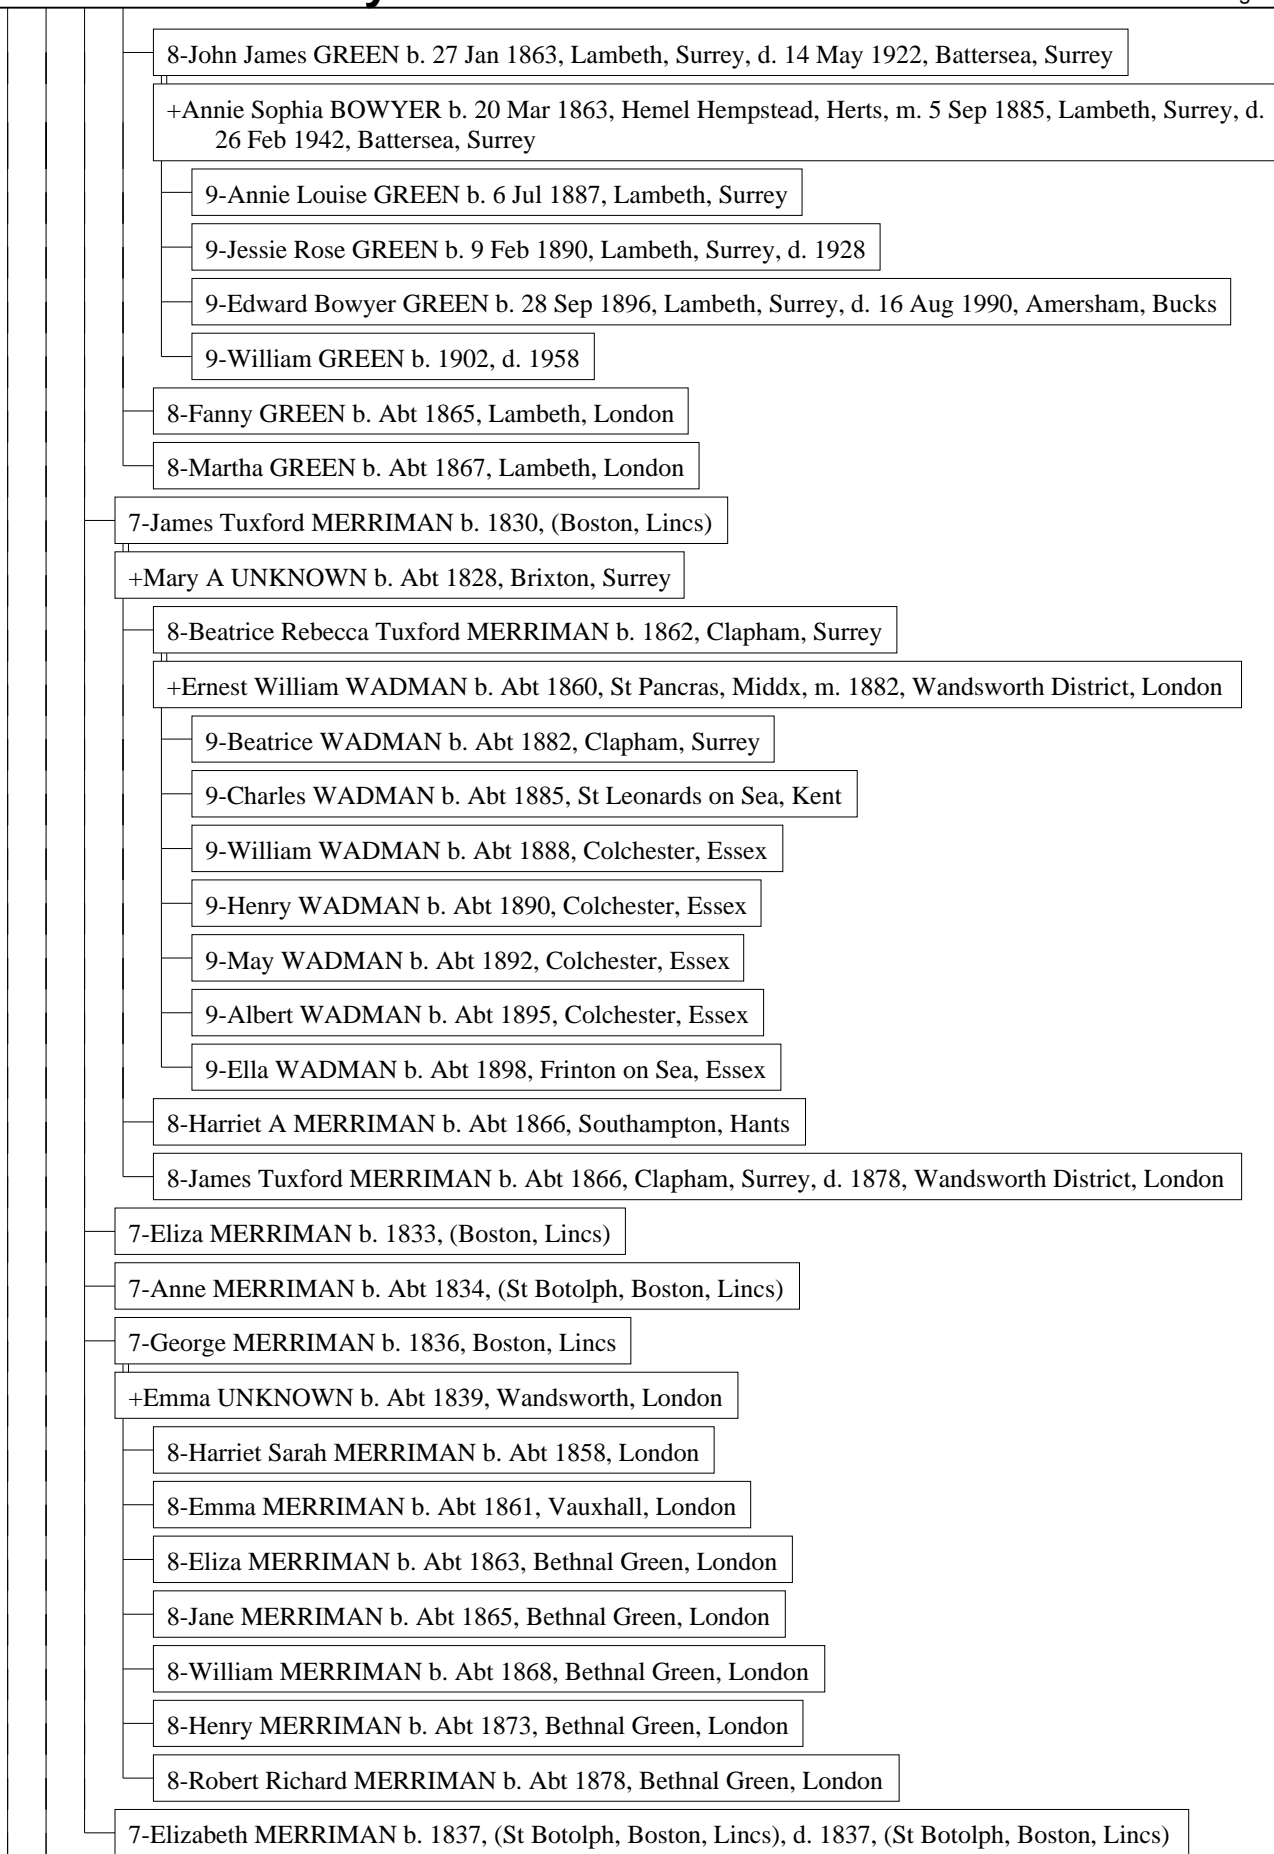 8-John James GREEN b. 27 Jan 1863, Lambeth, Surrey, d. 14 May 1922, Battersea, Surrey
+Annie Sophia BOWYER b. 20 Mar 1863, Hemel Hempstead, Herts, m. 5 Sep 1885, Lambeth, Surrey, d.
26 Feb 1942, Battersea, Surrey
9-Annie Louise GREEN b. 6 Jul 1887, Lambeth, Surrey
9-Jessie Rose GREEN b. 9 Feb 1890, Lambeth, Surrey, d. 1928
9-Edward Bowyer GREEN b. 28 Sep 1896, Lambeth, Surrey, d. 16 Aug 1990, Amersham, Bucks
9-William GREEN b. 1902, d. 1958
8-Fanny GREEN b. Abt 1865, Lambeth, London
8-Martha GREEN b. Abt 1867, Lambeth, London
7-James Tuxford MERRIMAN b. 1830, (Boston, Lincs)
+Mary A UNKNOWN b. Abt 1828, Brixton, Surrey
8-Beatrice Rebecca Tuxford MERRIMAN b. 1862, Clapham, Surrey
+Ernest William WADMAN b. Abt 1860, St Pancras, Middx, m. 1882, Wandsworth District, London
9-Beatrice WADMAN b. Abt 1882, Clapham, Surrey
9-Charles WADMAN b. Abt 1885, St Leonards on Sea, Kent
9-William WADMAN b. Abt 1888, Colchester, Essex
9-Henry WADMAN b. Abt 1890, Colchester, Essex
9-May WADMAN b. Abt 1892, Colchester, Essex
9-Albert WADMAN b. Abt 1895, Colchester, Essex
9-Ella WADMAN b. Abt 1898, Frinton on Sea, Essex
8-Harriet A MERRIMAN b. Abt 1866, Southampton, Hants
8-James Tuxford MERRIMAN b. Abt 1866, Clapham, Surrey, d. 1878, Wandsworth District, London
7-Eliza MERRIMAN b. 1833, (Boston, Lincs)
7-Anne MERRIMAN b. Abt 1834, (St Botolph, Boston, Lincs)
7-George MERRIMAN b. 1836, Boston, Lincs
+Emma UNKNOWN b. Abt 1839, Wandsworth, London
8-Harriet Sarah MERRIMAN b. Abt 1858, London
8-Emma MERRIMAN b. Abt 1861, Vauxhall, London
8-Eliza MERRIMAN b. Abt 1863, Bethnal Green, London
8-Jane MERRIMAN b. Abt 1865, Bethnal Green, London
8-William MERRIMAN b. Abt 1868, Bethnal Green, London
8-Henry MERRIMAN b. Abt 1873, Bethnal Green, London
8-Robert Richard MERRIMAN b. Abt 1878, Bethnal Green, London
7-Elizabeth MERRIMAN b. 1837, (St Botolph, Boston, Lincs), d. 1837, (St Botolph, Boston, Lincs)